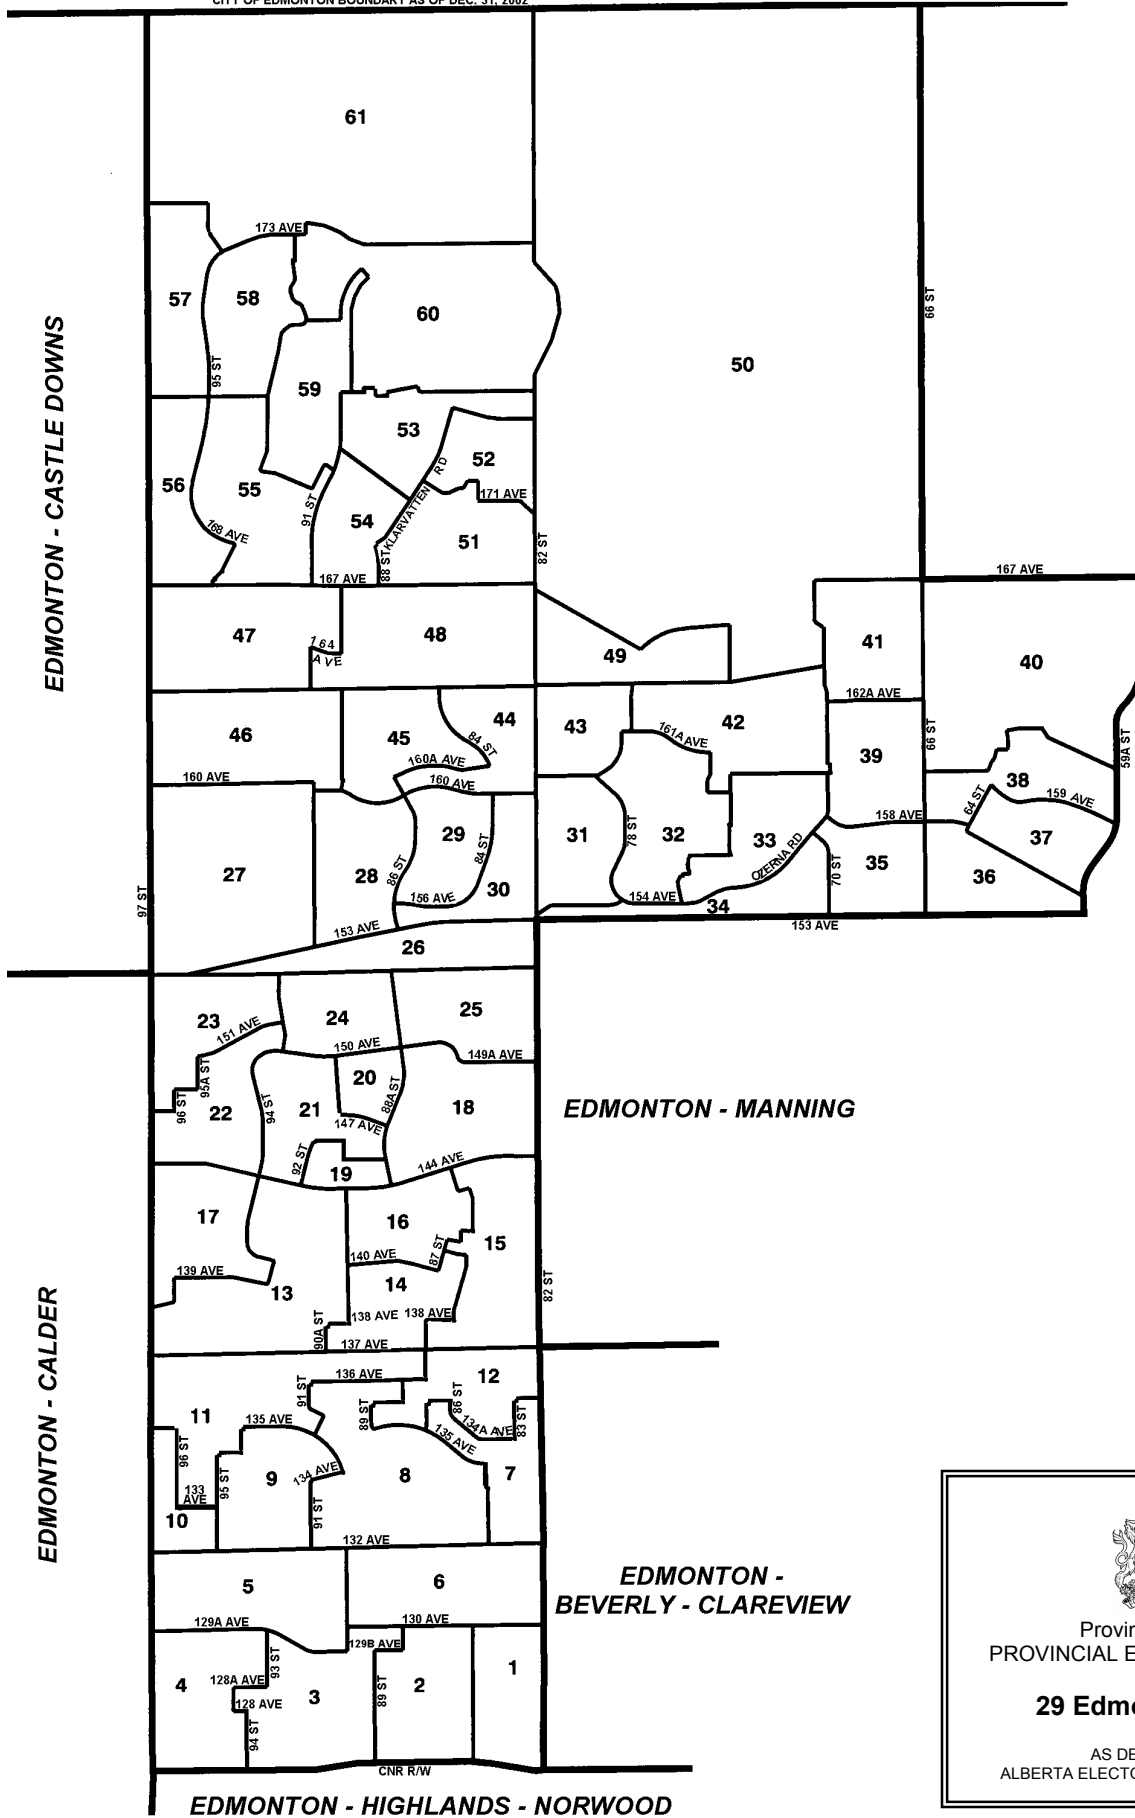 CITY OF EDMONTON BOUNDARY AS OF DEC. 31, 2002
61
173 AVE
57
58
60
66 ST
50
95 ST
59
EDMONTON - CASTLE DOWNS
53
52
KLARVATTEN RD
56
55
171 AVE
91 ST
54
168 AVE
51
82 ST
88 ST
167 AVE
167 AVE
47
164 AVE
48
49
41
40
162A AVE
46
45
44
84 ST
43
161A AVE
42
39
66 ST
59A ST
160A AVE
160 AVE
160 AVE
38
64 ST
159 AVE
158 AVE
27
28
86 ST
29
84 ST
31
78 ST
32
33
OZERNA RD
35
37
36
70 ST
156 AVE
30
154 AVE
34
97 ST
153 AVE
26
153 AVE
23
151 AVE
24
25
150 AVE
149A AVE
95A ST
96 ST
22
94 ST
21
20
88A ST
18
147 AVE
EDMONTON - MANNING
92 ST
19
144 AVE
17
16
15
87 ST
140 AVE
139 AVE
13
14
82 ST
138 AVE
138 AVE
90A ST
137 AVE
EDMONTON - CALDER
136 AVE
12
91 ST
89 ST
86 ST
134A AVE
83 ST
11
135 AVE
135 AVE
96 ST
95 ST
9
134 AVE
8
7
133 AVE
91 ST
10
132 AVE
5
6
EDMONTON -
BEVERLY - CLAREVIEW
129A AVE
130 AVE
129B AVE
93 ST
4
128A AVE
128 AVE
3
89 ST
2
1
94 ST
CNR R/W
EDMONTON - HIGHLANDS - NORWOOD
Provin
PROVINCIAL E
29 Edmo
AS DE
ALBERTA ELECTO